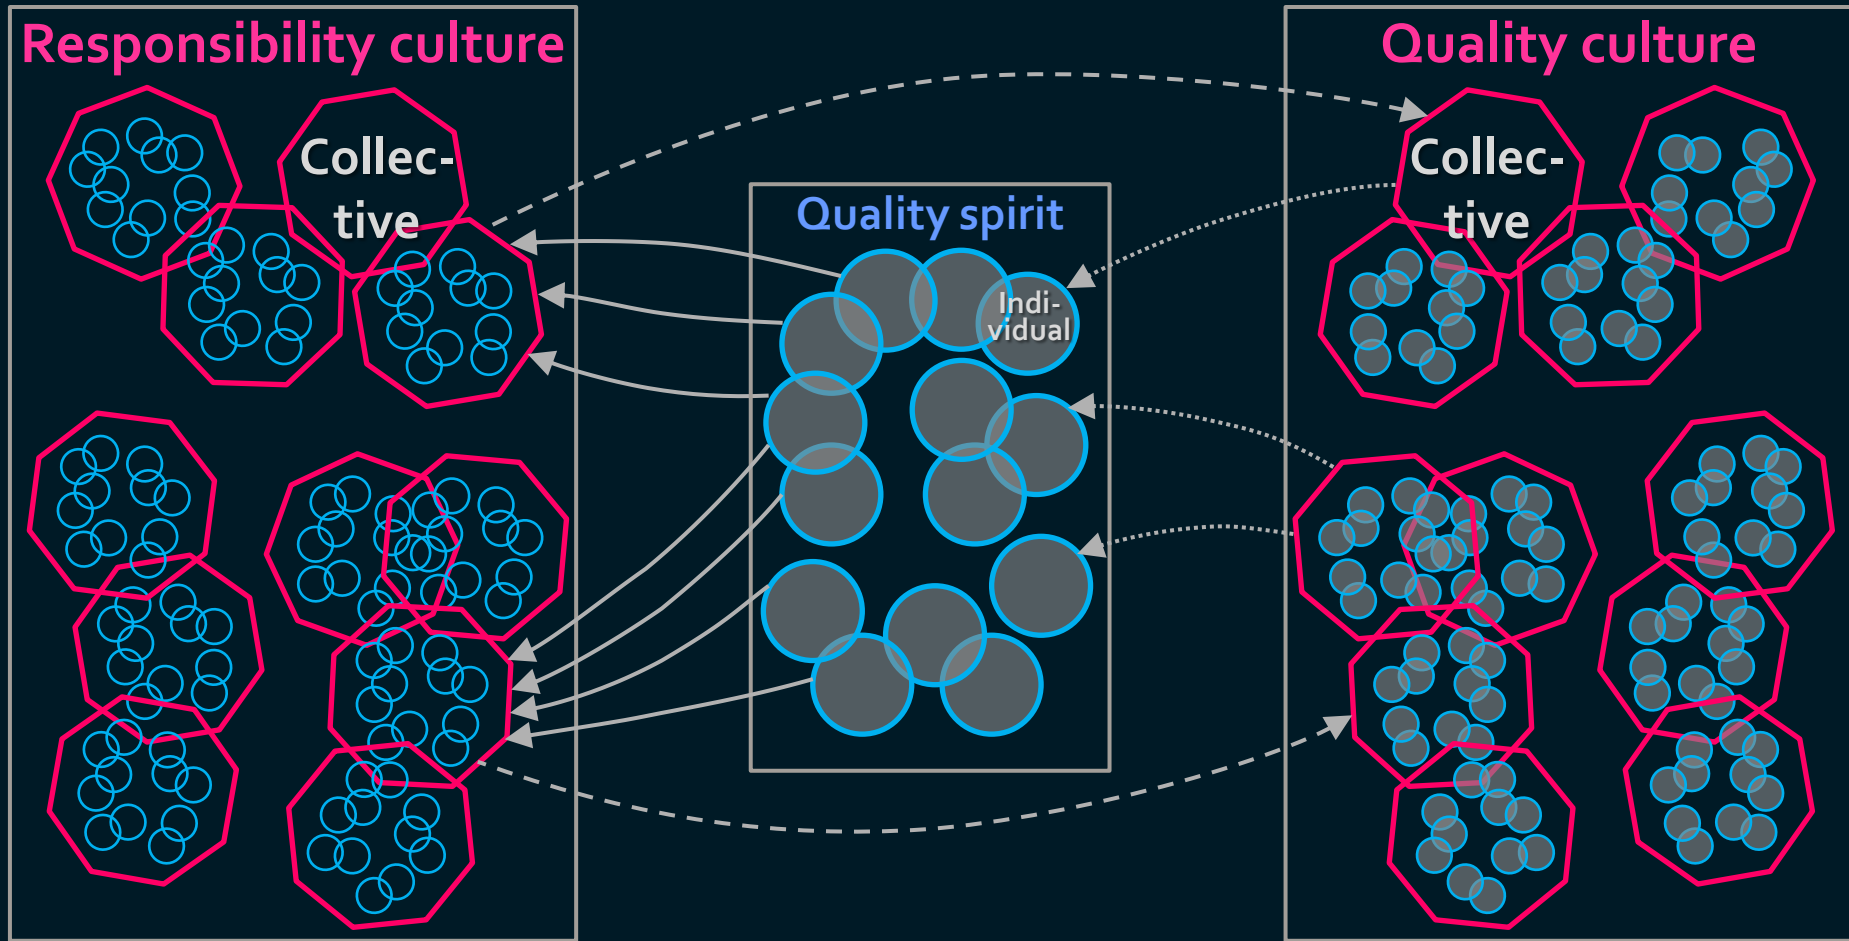 Responsibility culture
Collec-
tive
Quality spirit
Indi-
vidual
Quality culture
Collec-
tive